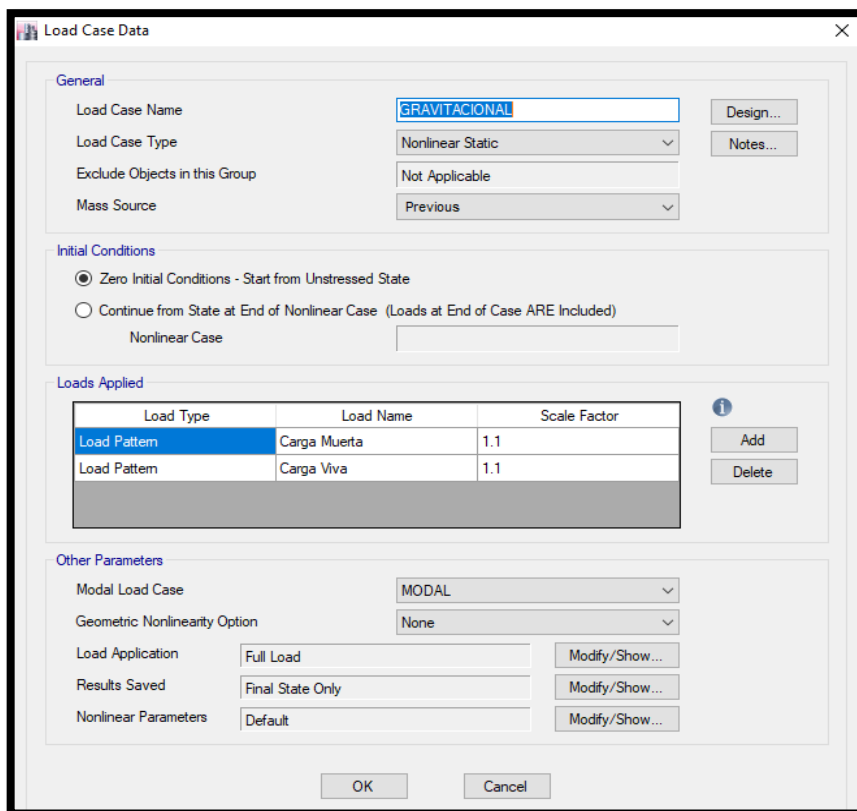 Load Case Data
General
Load Case Name GRAVITACIONAL Design...
Load Case Type Nonlinear Static Notes...
Exclude Objects in this Group Not Applicable
Mass Source Previous
Initial Conditions
Zero Initial Conditions - Start from Unstressed State
Continue from State at End of Nonlinear Case (Loads at End of Case ARE Included)
Nonlinear Case
Loads Applied
Load Type Load Name Scale Factor
Load Pattern Carga Muerta 1.1 Add
Load Pattern Carga Viva 1.1 Delete
Other Parameters
Modal Load Case MODAL
Geometric Nonlinearity Option None
Load Application Full Load Modify/Show...
Results Saved Final State Only Modify/Show...
Nonlinear Parameters Default Modify/Show...
OK Cancel